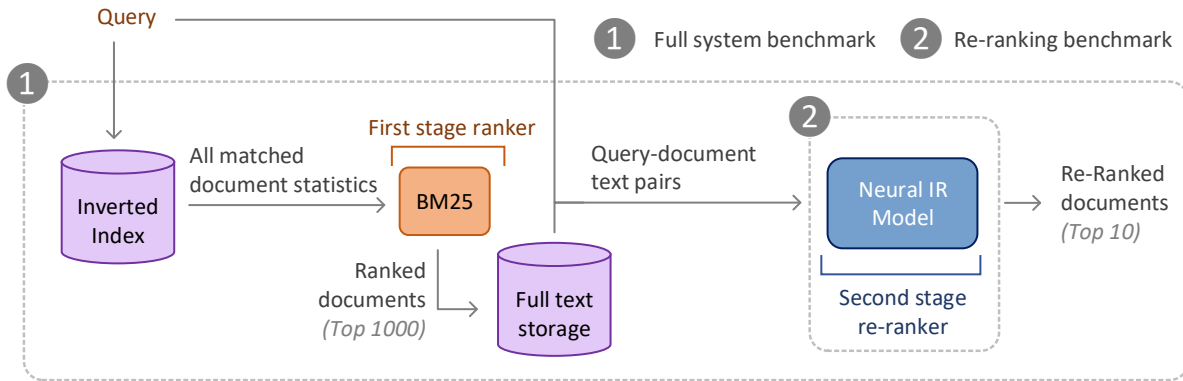 Query
1 Full system benchmark
2 Re-ranking benchmark
1
First stage ranker
2
All matched
document statistics
Query-document
text pairs
Inverted
Index
BM25
Neural IR
Model
Re-Ranked
documents
(Top 10)
Ranked
documents
(Top 1000)
Full text
storage
Second stage
re-ranker